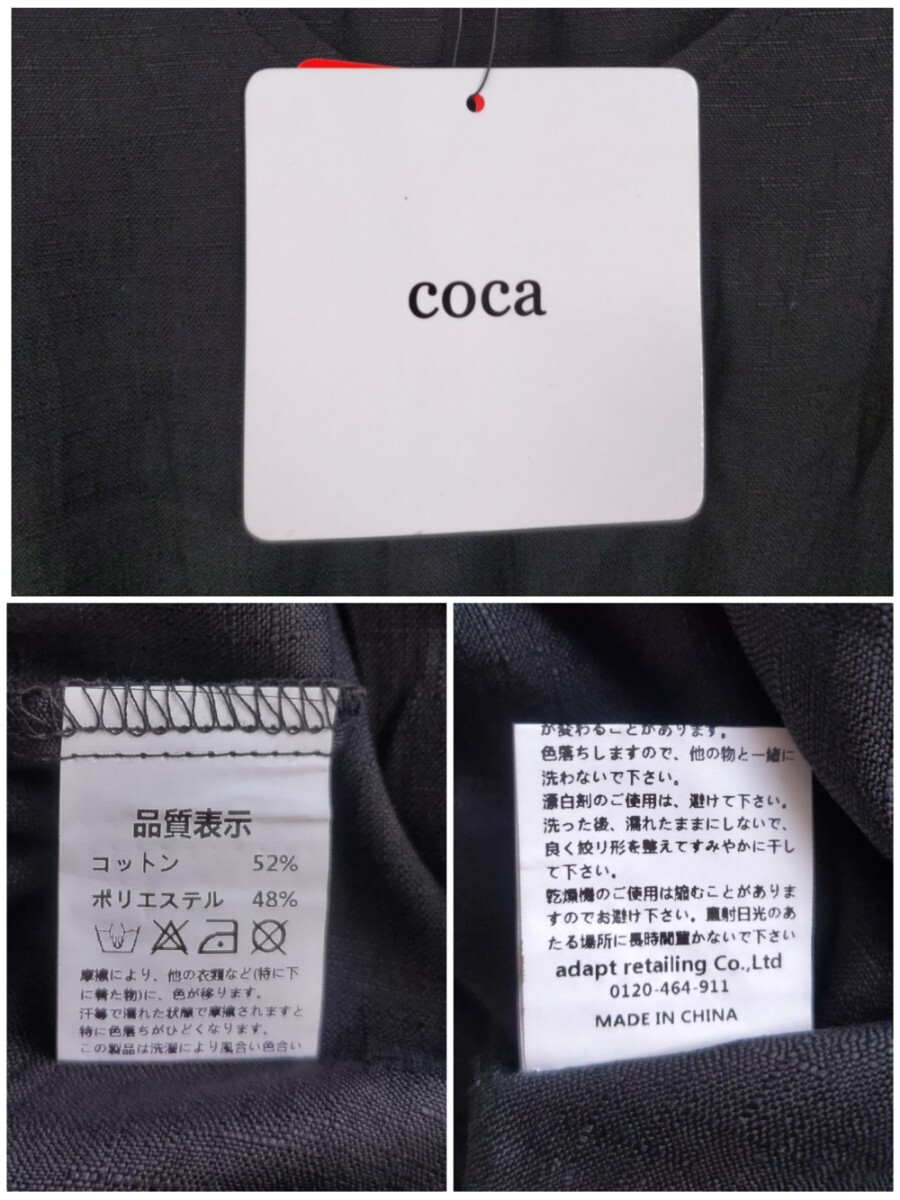 coca
品質表示
コットン 52%
ポリエステル 48%
摩擦により、他の衣類など(特に下
に着た物)に、色が移ります。
汗等で濡れた状態で摩擦されますと
特に色落ちがひどくなります。
この製品は洗濯により風合い色合い
が変わることがあります。
色落ちしますので、他の物と一緒に
洗わないで下さい。
漂白剤のご使用は、避けて下さい。
洗った後、濡れたままにしないで、
良く絞り形を整えてすみやかに干し
て下さい。
乾燥機のご使用は縮むことがありま
すのでお避け下さい。直射日光のあ
たる場所に長時間置かないで下さい
adapt retailing Co.,Ltd
0120-464-911
MADE IN CHINA